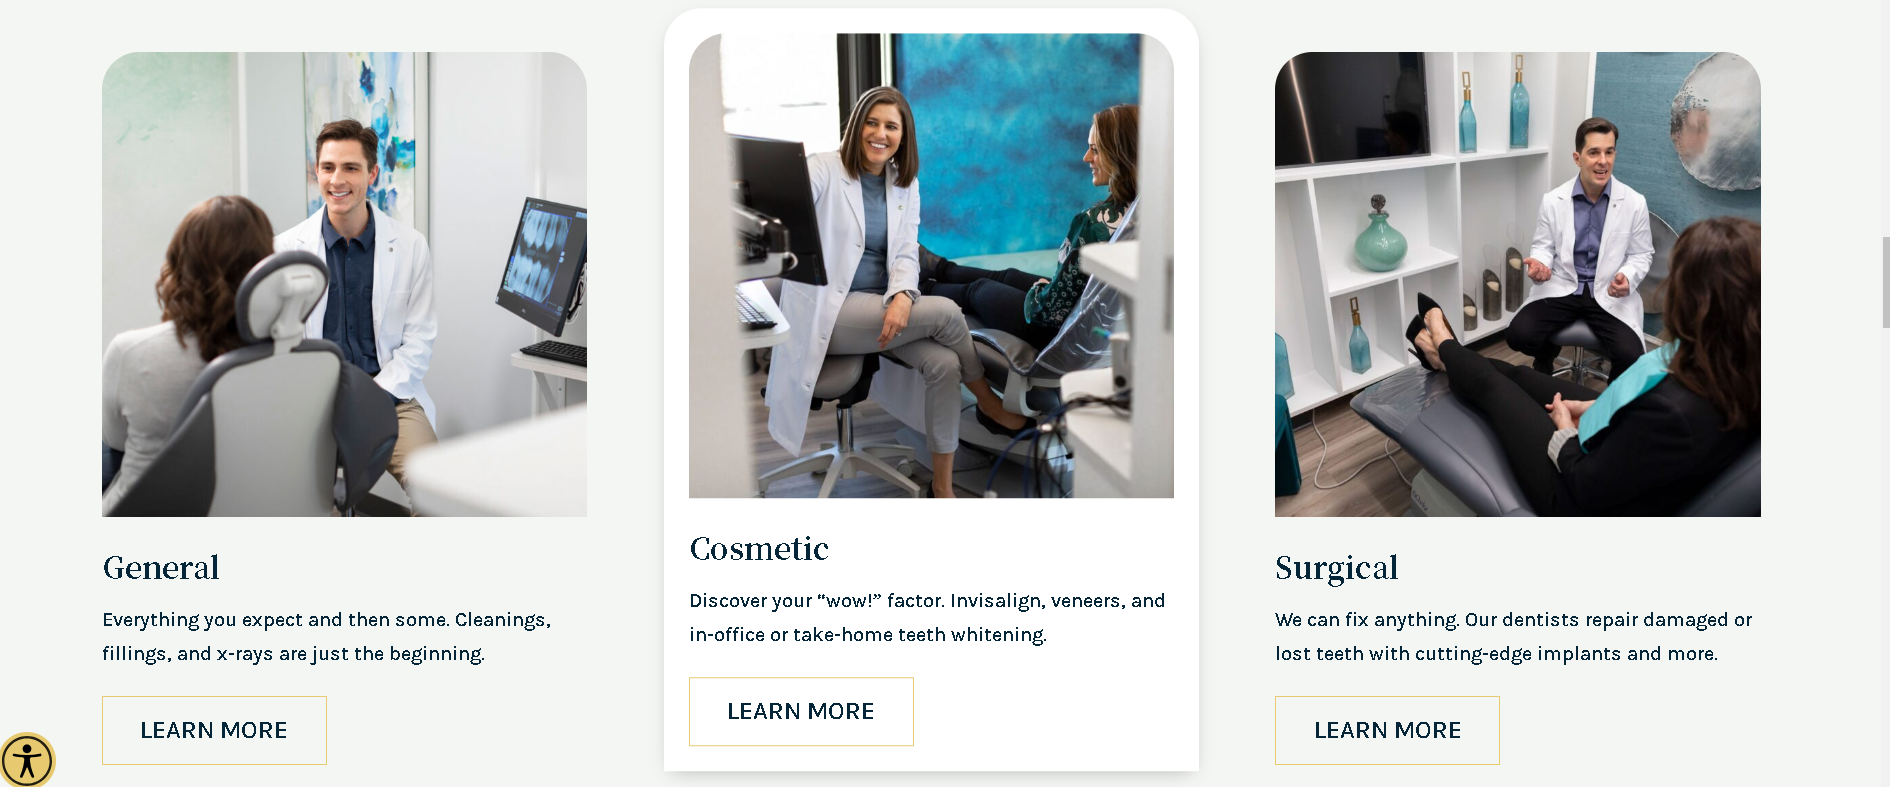 General
Everything you expect and then some. Cleanings,
fillings, and x-rays are just the beginning.
LEARN MORE
Cosmetic
Discover your “wow!” factor. Invisalign, veneers, and
in-office or take-home teeth whitening.
LEARN MORE
Surgical
We can fix anything. Our dentists repair damaged or
lost teeth with cutting-edge implants and more.
LEARN MORE